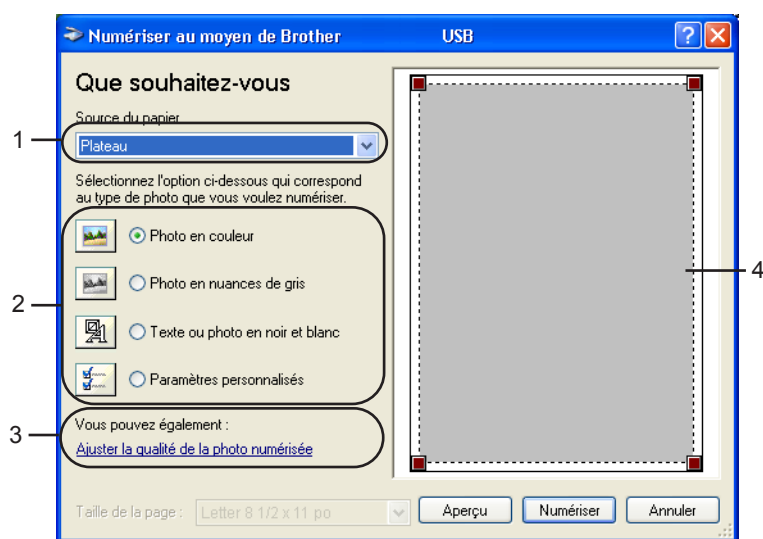 Numériser au moyen de Brother USB
Que souhaitez-vous
Source du papier
1
Plateau
Sélectionnez l'option ci-dessous qui correspond
au type de photo que vous voulez numériser.
2
Photo en couleur
Photo en nuances de gris
Texte ou photo en noir et blanc
Paramètres personnalisés
3
Vous pouvez également :
Ajuster la qualité de la photo numérisée
4
Taille de la page : Letter 8 1/2 x 11 po
Aperçu Numériser Annuler